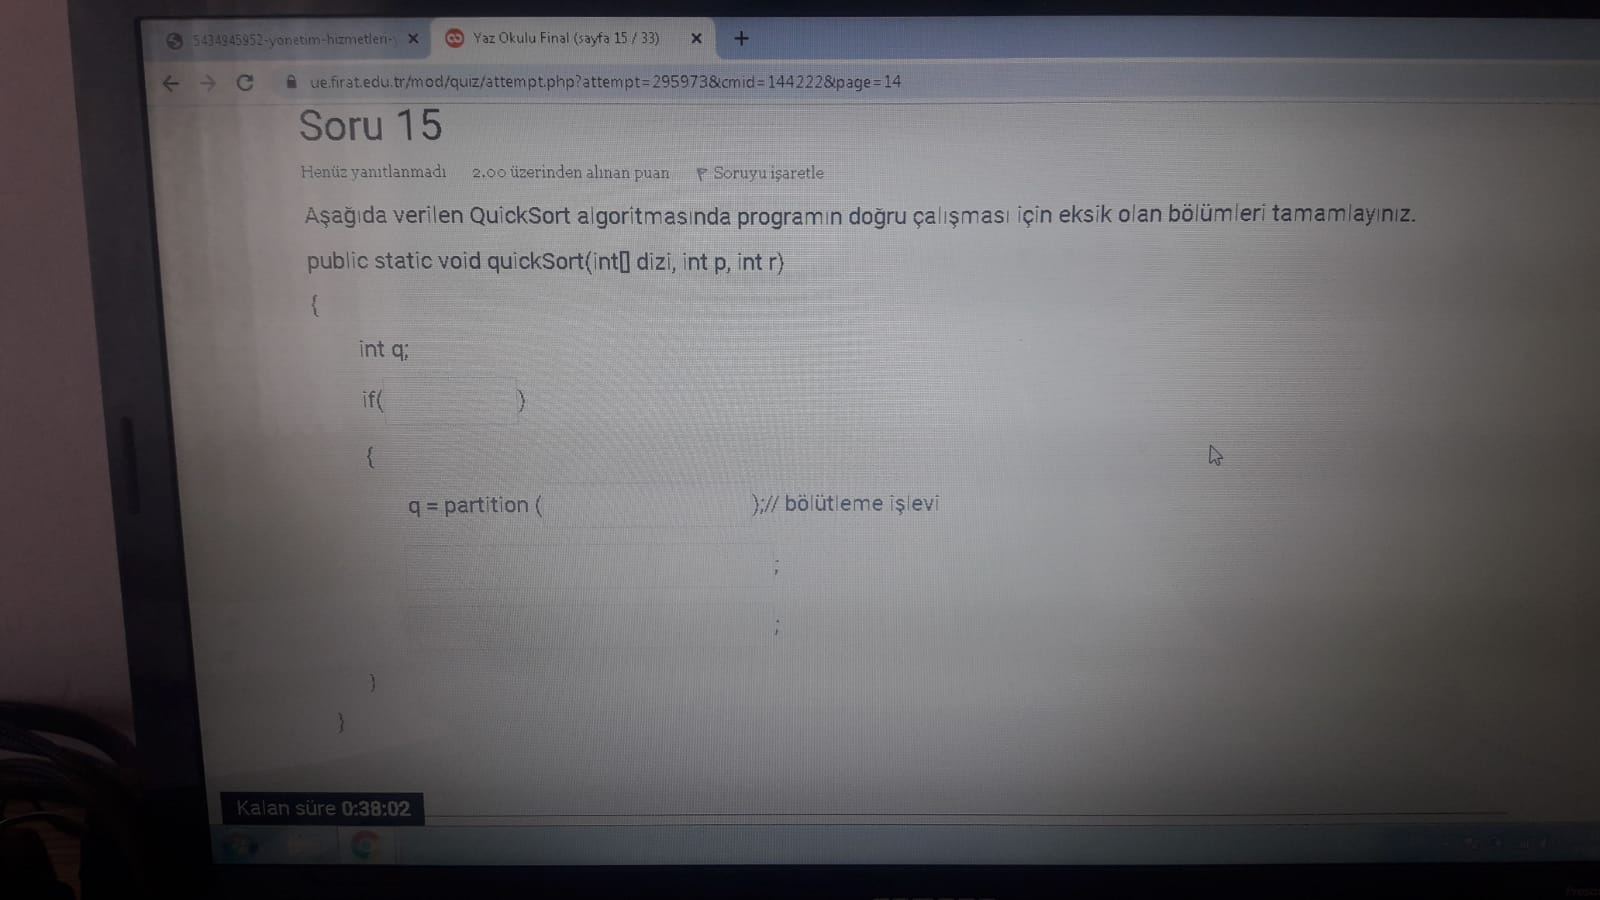 5434945952-yonetim-hizmetleri-
Yaz Okulu Final (sayfa 15 / 33)
ue.firat.edu.tr/mod/quiz/attempt.php?attempt=295973&cmid=144222&page=14
Soru 15
Henüz yanıtlanmadı 2,00 üzerinden alınan puan Soruyu işaretle
Aşağıda verilen QuickSort algoritmasında programın doğru çalışması için eksik olan bölümleri tamamlayınız.
public static void quickSort(int[] dizi, int p, int r)
{
int q;
if( )
{
q = partition ( );// bölütleme işlevi
;
;
}
}
Kalan süre 0:38:02